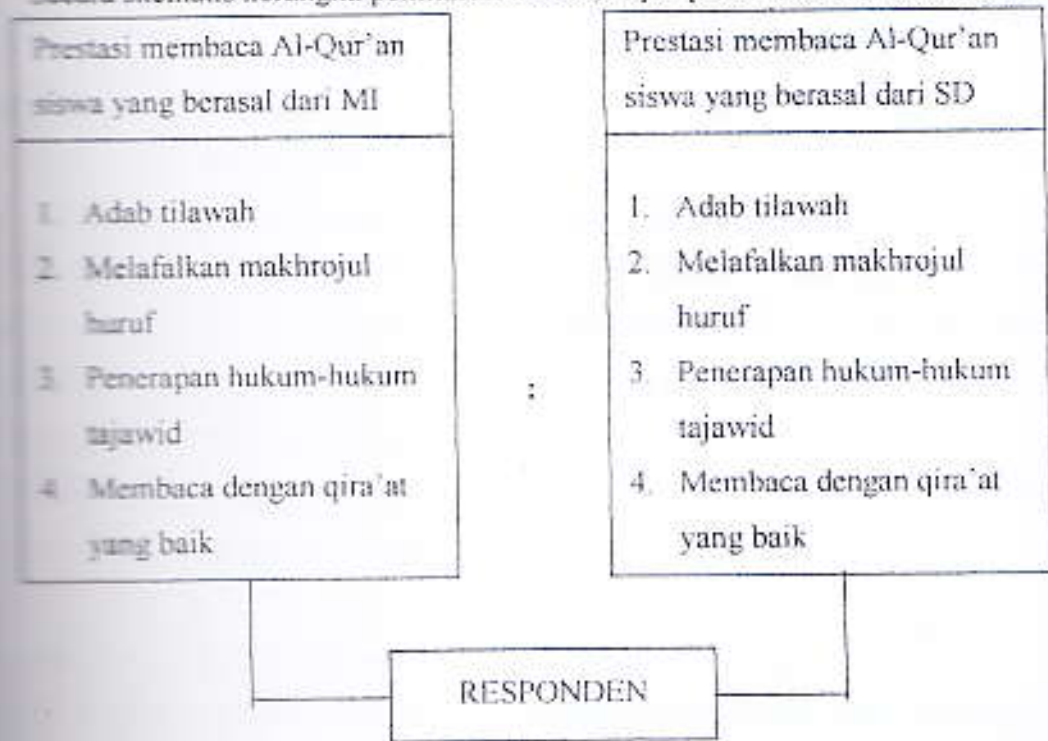 Prestasi membaca Al-Qur'an
siswa yang berasal dari MI
1. Adab tilawah
2. Melafalkan makhrojul
huruf
3. Penerapan hukum-hukum
tajawid
4. Membaca dengan qira'at
yang baik
:
Prestasi membaca Al-Qur'an
siswa yang berasal dari SD
1. Adab tilawah
2. Melafalkan makhrojul
huruf
3. Penerapan hukum-hukum
tajawid
4. Membaca dengan qira'at
yang baik
RESPONDEN